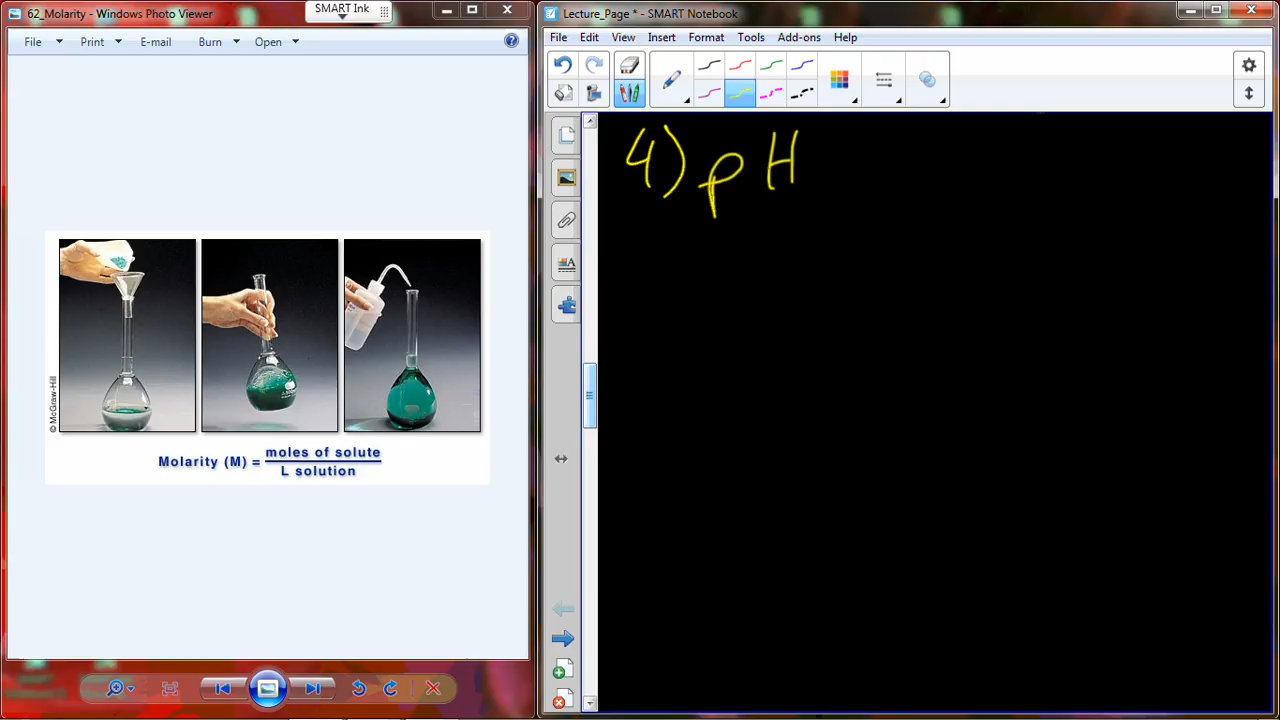 62_Molarity - Windows Photo Viewer
SMART Ink
Lecture_Page * - SMART Notebook
File Print E-mail Burn Open
File Edit View Insert Format Tools Add-ons Help
4) pH
© McGraw-Hill
Molarity (M) = moles of solute
L solution